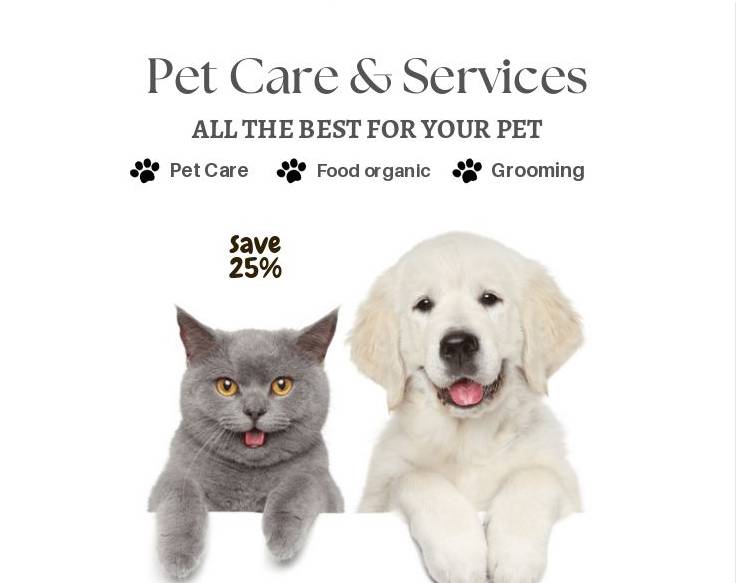 Pet Care & Services
ALL THE BEST FOR YOUR PET
Pet Care Food organic Grooming
save
25%